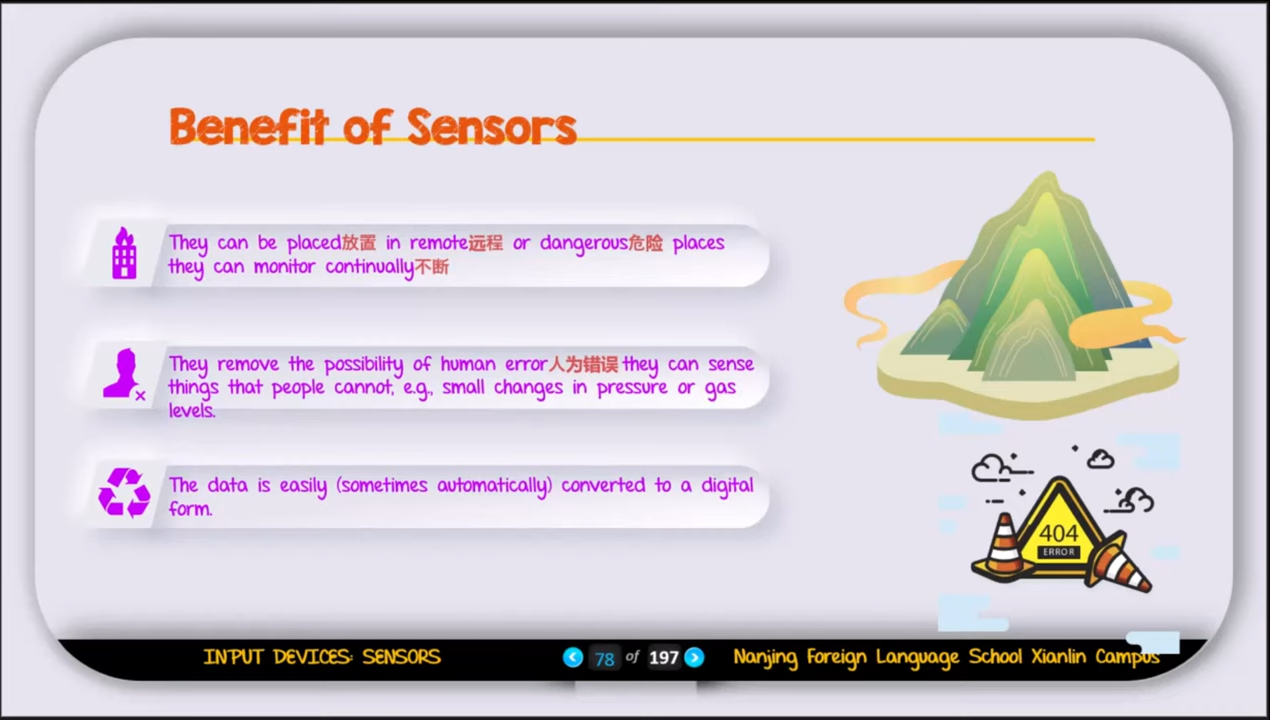 Benefit of Sensors
They can be placed放置 in remote远程 or dangerous危险 places
they can monitor continually不断
They remove the possibility of human error人为错误 they can sense
things that people cannot, e.g., small changes in pressure or gas
levels.
The data is easily (sometimes automatically) converted to a digital
form.
404
ERROR
INPUT DEVICES: SENSORS
78 of 197
Nanjing Foreign Language School Xianlin Campus